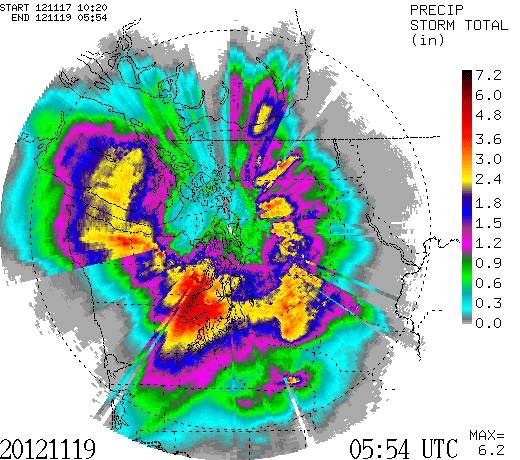 START 121117 10:20
END 121119 05:54
PRECIP
STORM TOTAL
(in)
7.2
6.0
4.8
3.6
3.0
2.4
1.8
1.5
1.2
0.9
0.6
0.3
0.0
MAX=
6.2
20121119
05:54 UTC